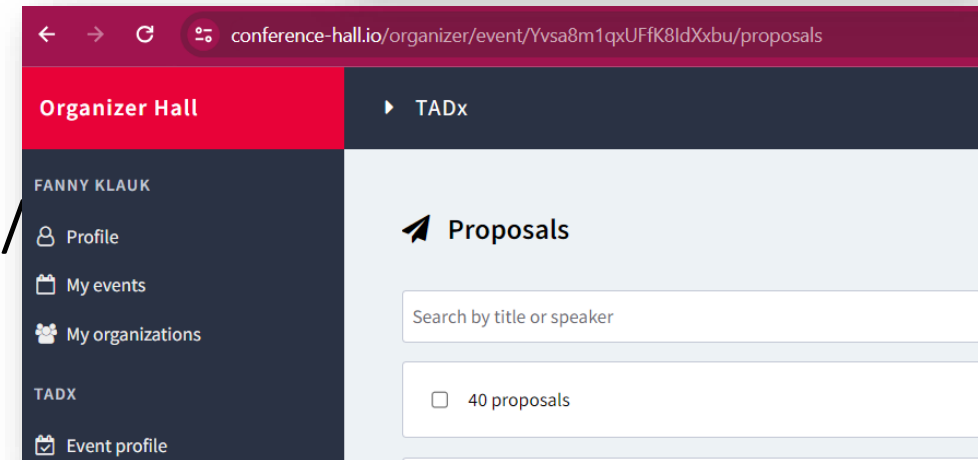 conference-hall.io/organizer/event/Yvsa8m1qxUFfK8IdXxbu/proposals
Organizer Hall
TADx
FANNY KLAUK
Profile
My events
My organizations
TADX
Event profile
Proposals
Search by title or speaker
40 proposals
/